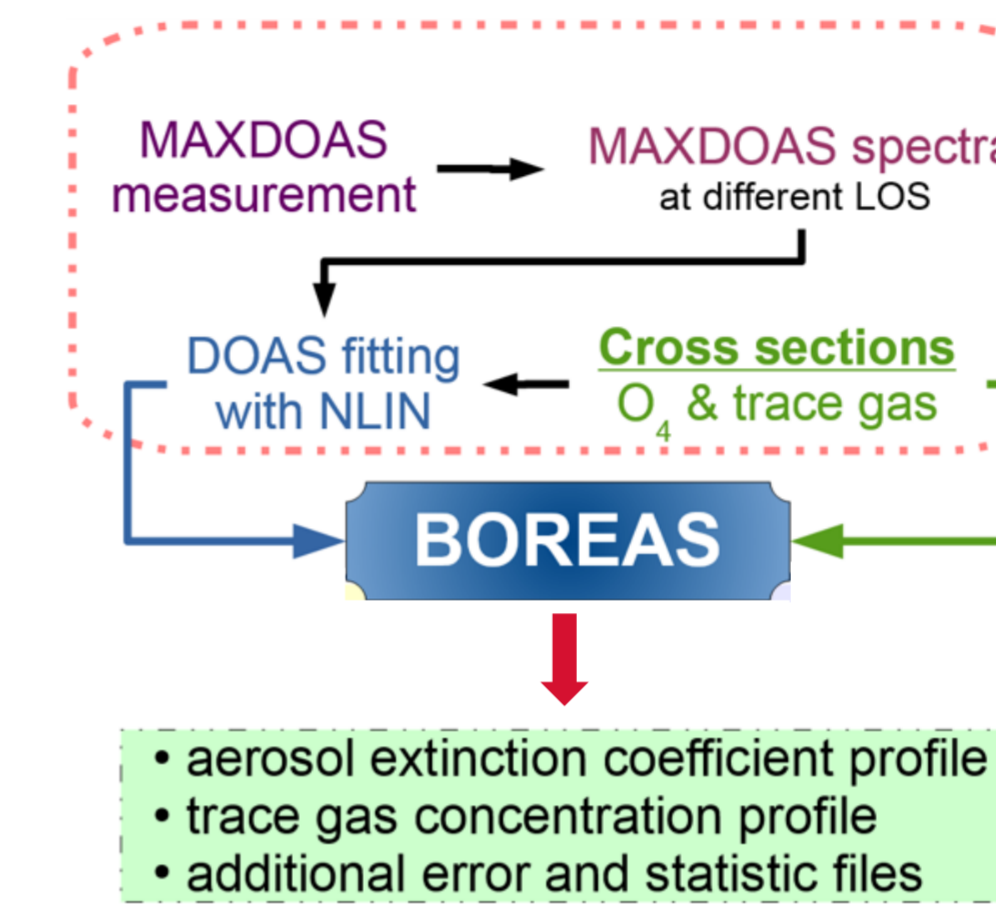 MAXDOAS
measurement
MAXDOAS spectra
at different LOS
DOAS fitting
with NLIN
Cross sections
O₄ & trace gas
BOREAS
• aerosol extinction coefficient profile
• trace gas concentration profile
• additional error and statistic files